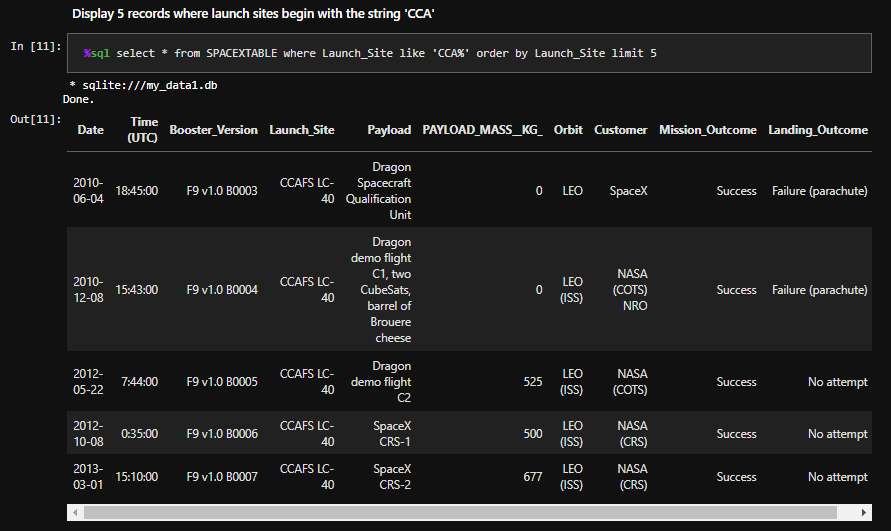 Display 5 records where launch sites begin with the string 'CCA'
In [11]: %sql select * from SPACEXTABLE where Launch_Site like 'CCA%' order by Launch_Site limit 5
* sqlite:///my_data1.db
Done.
Out[11]:
Date Time (UTC) Booster_Version Launch_Site Payload PAYLOAD_MASS__KG_ Orbit Customer Mission_Outcome Landing_Outcome
2010-06-04 18:45:00 F9 v1.0 B0003 CCAFS LC-40 Dragon Spacecraft Qualification Unit 0 LEO SpaceX Success Failure (parachute)
2010-12-08 15:43:00 F9 v1.0 B0004 CCAFS LC-40 Dragon demo flight C1, two CubeSats, barrel of Brouere cheese 0 LEO (ISS) NASA (COTS) NRO Success Failure (parachute)
2012-05-22 7:44:00 F9 v1.0 B0005 CCAFS LC-40 Dragon demo flight C2 525 LEO (ISS) NASA (COTS) Success No attempt
2012-10-08 0:35:00 F9 v1.0 B0006 CCAFS LC-40 SpaceX CRS-1 500 LEO (ISS) NASA (CRS) Success No attempt
2013-03-01 15:10:00 F9 v1.0 B0007 CCAFS LC-40 SpaceX CRS-2 677 LEO (ISS) NASA (CRS) Success No attempt